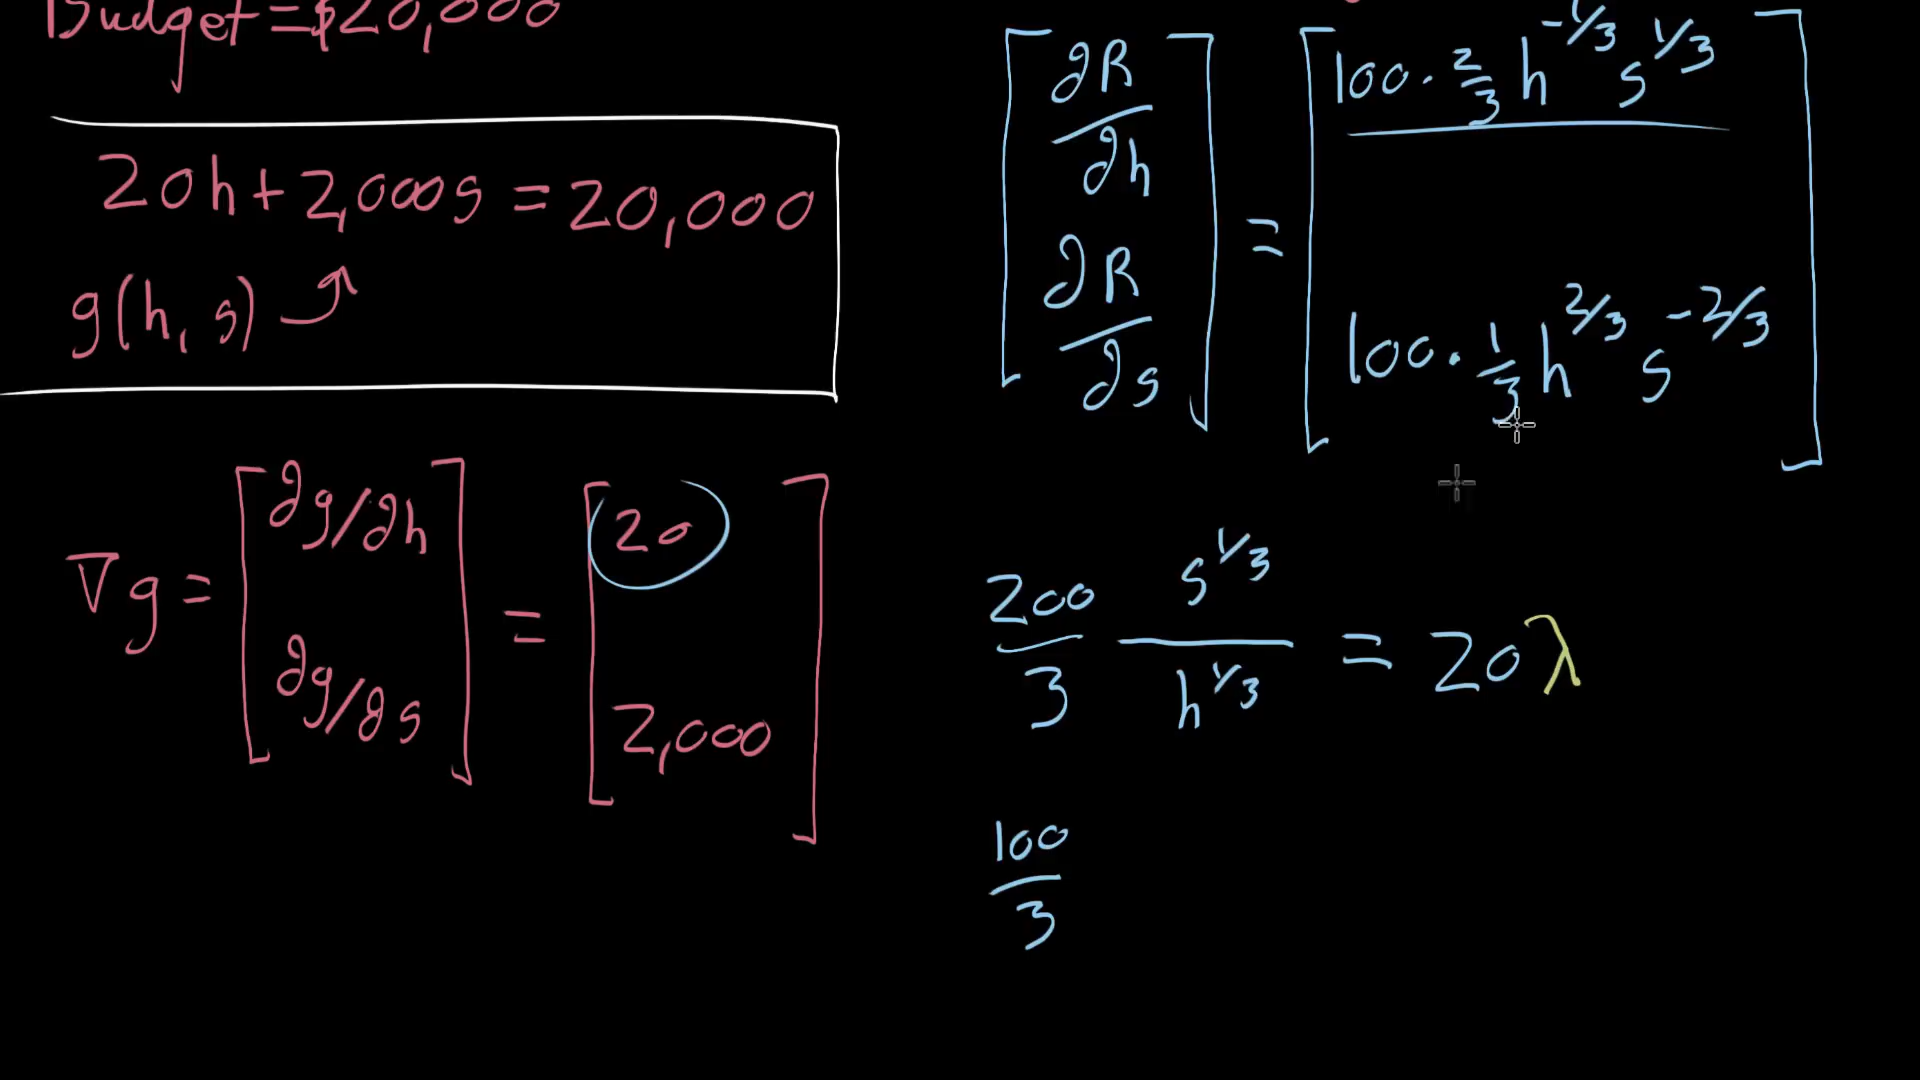 Budget = $20,000
20h + 2,000s = 20,000
g(h, s)
∇g = [∂g/∂h ∂g/∂s] = [20 2,000]
[∂R/∂h ∂R/∂s] = [100 · 2/3 h^-1/3 s^1/3 100 · 1/3 h^2/3 s^-2/3]
200/3 s^1/3 / h^1/3 = 20λ
100/3